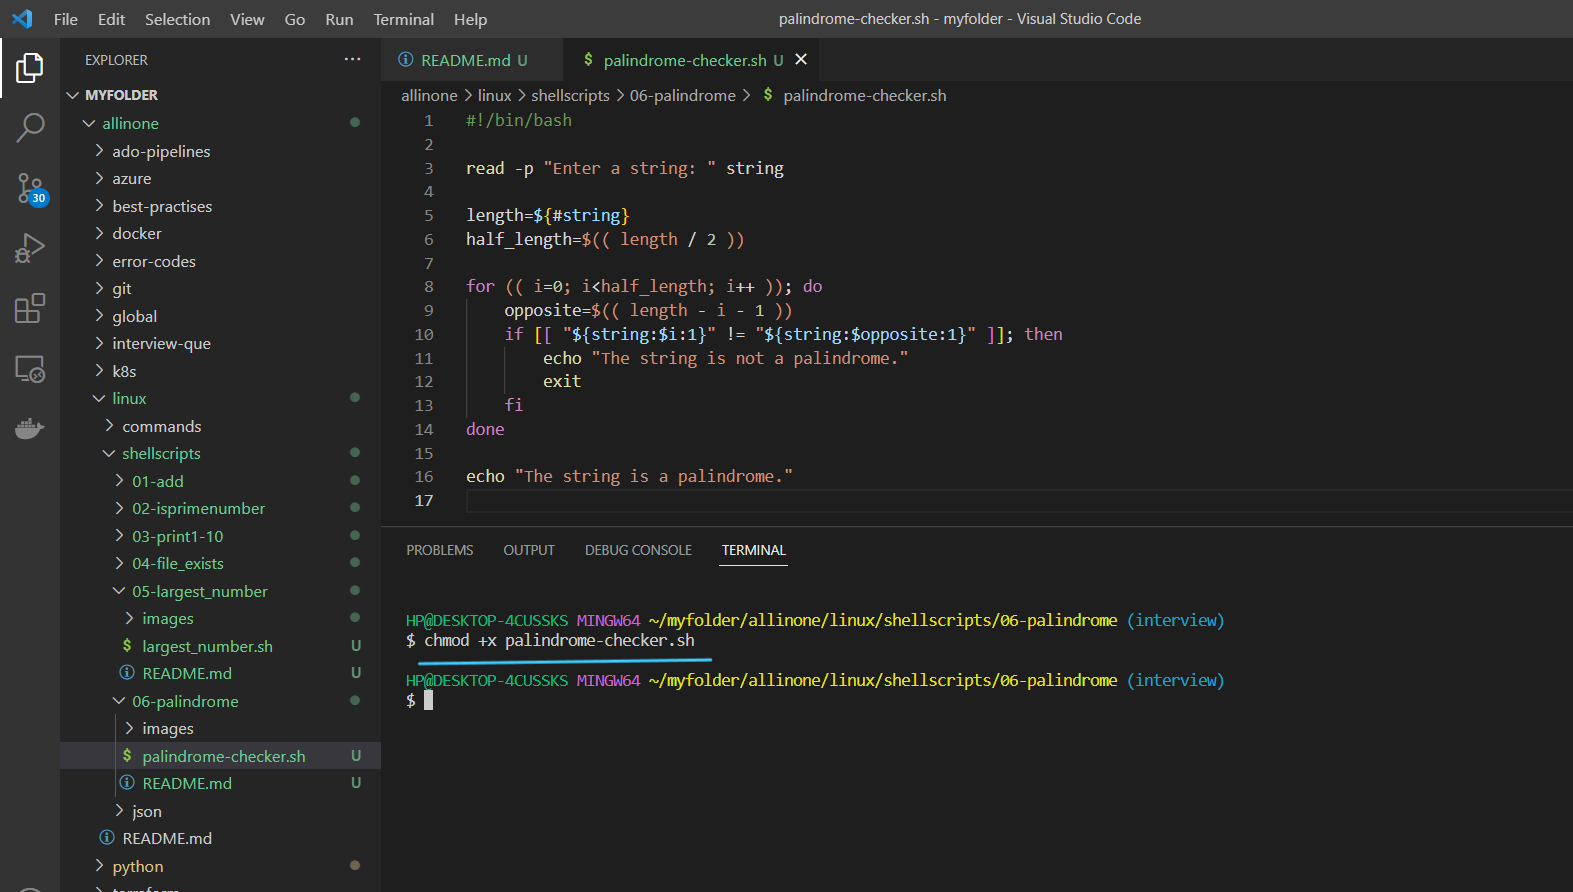 File Edit Selection View Go Run Terminal Help
palindrome-checker.sh - myfolder - Visual Studio Code
30
EXPLORER ···
MYFOLDER
allinone
ado-pipelines
azure
best-practises
docker
error-codes
git
global
interview-que
k8s
linux
commands
shellscripts
01-add
02-isprimenumber
03-print1-10
04-file_exists
05-largest_number
images
$ largest_number.sh U
README.md U
06-palindrome
images
$ palindrome-checker.sh U
README.md U
json
README.md
python
README.md U $ palindrome-checker.sh U
allinone > linux > shellscripts > 06-palindrome > $ palindrome-checker.sh
1 #!/bin/bash
2
3 read -p "Enter a string: " string
4
5 length=${#string}
6 half_length=$(( length / 2 ))
7
8 for (( i=0; i<half_length; i++ )); do
9 opposite=$(( length - i - 1 ))
10 if [[ "${string:$i:1}" != "${string:$opposite:1}" ]]; then
11 echo "The string is not a palindrome."
12 exit
13 fi
14 done
15
16 echo "The string is a palindrome."
17
PROBLEMS OUTPUT DEBUG CONSOLE TERMINAL
HP@DESKTOP-4CUSSKS MINGW64 ~/myfolder/allinone/linux/shellscripts/06-palindrome (interview)
$ chmod +x palindrome-checker.sh
HP@DESKTOP-4CUSSKS MINGW64 ~/myfolder/allinone/linux/shellscripts/06-palindrome (interview)
$